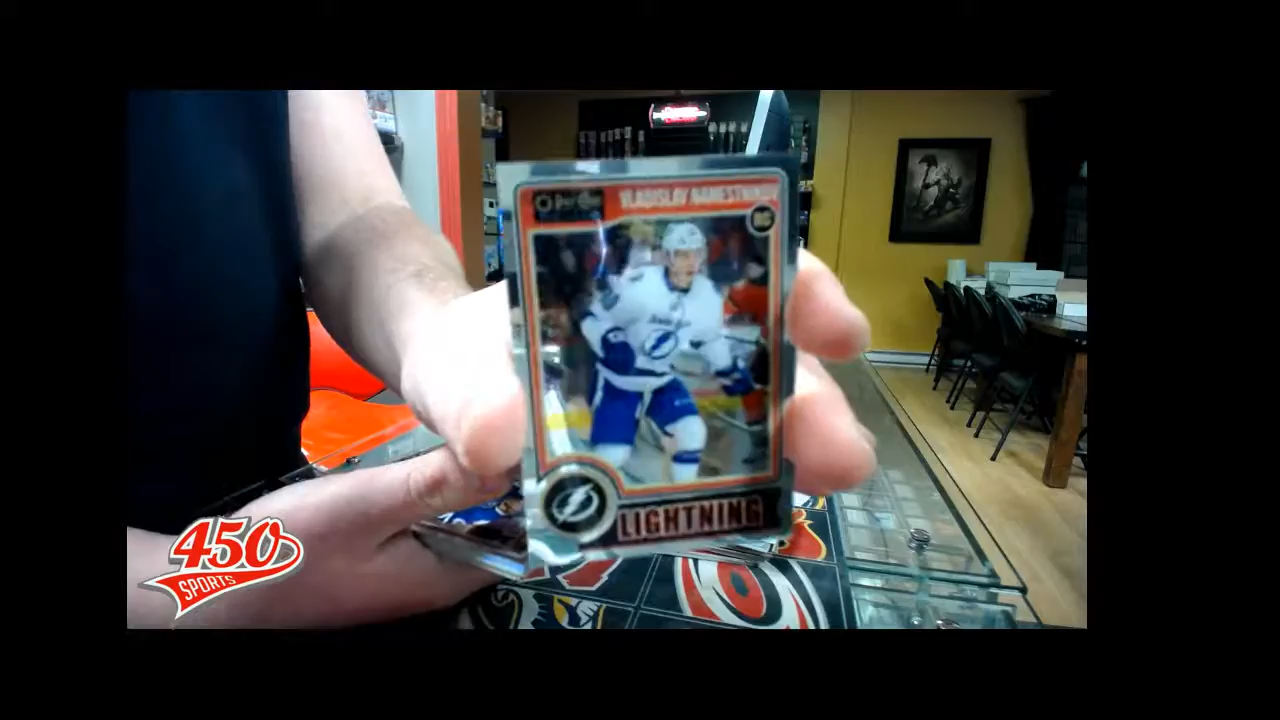 VLADISLAV NAMESTNIKOV
RC
LIGHTNING
450
SPORTS